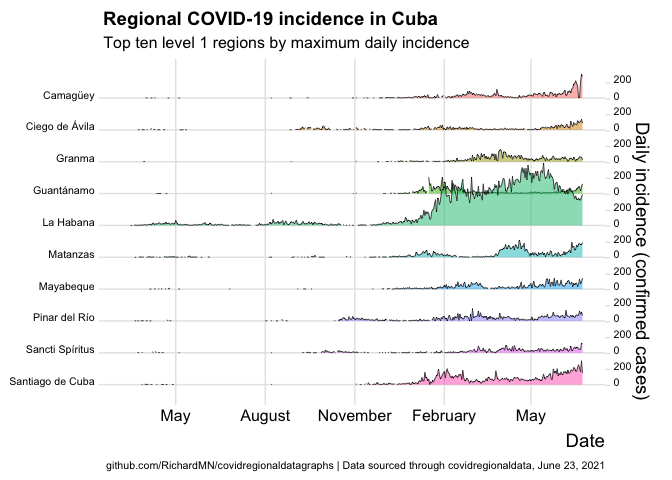 Regional COVID-19 incidence in Cuba
Top ten level 1 regions by maximum daily incidence
Camagüey
Ciego de Ávila
Granma
Guantánamo
La Habana
Matanzas
Mayabeque
Pinar del Río
Sancti Spíritus
Santiago de Cuba
200
0
200
0
200
0
200
0
200
0
200
0
200
0
200
0
200
0
200
0
Daily incidence (confirmed cases)
May August November February May
Date
github.com/RichardMN/covidregionaldatagraphs | Data sourced through covidregionaldata, June 23, 2021